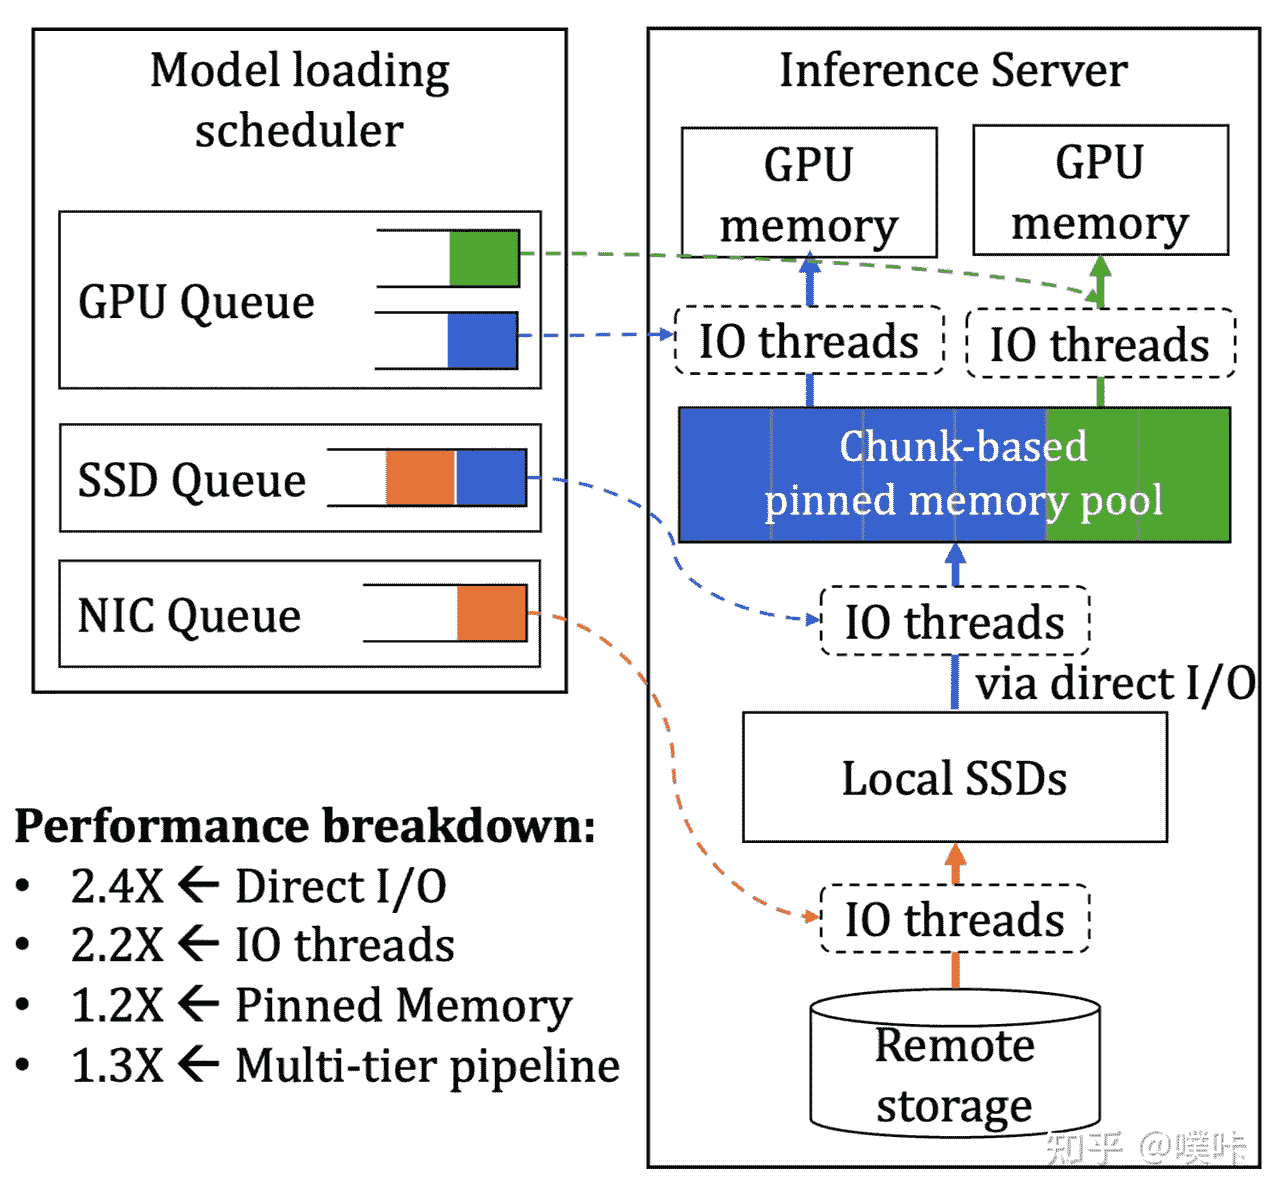 Model loading
scheduler
GPU Queue
SSD Queue
NIC Queue
Inference Server
GPU
memory
GPU
memory
IO threads
IO threads
Chunk-based
pinned memory pool
IO threads
via direct I/O
Local SSDs
IO threads
Remote
storage
Performance breakdown:
• 2.4X ← Direct I/O
• 2.2X ← IO threads
• 1.2X ← Pinned Memory
• 1.3X ← Multi-tier pipeline
知乎 @噗咔